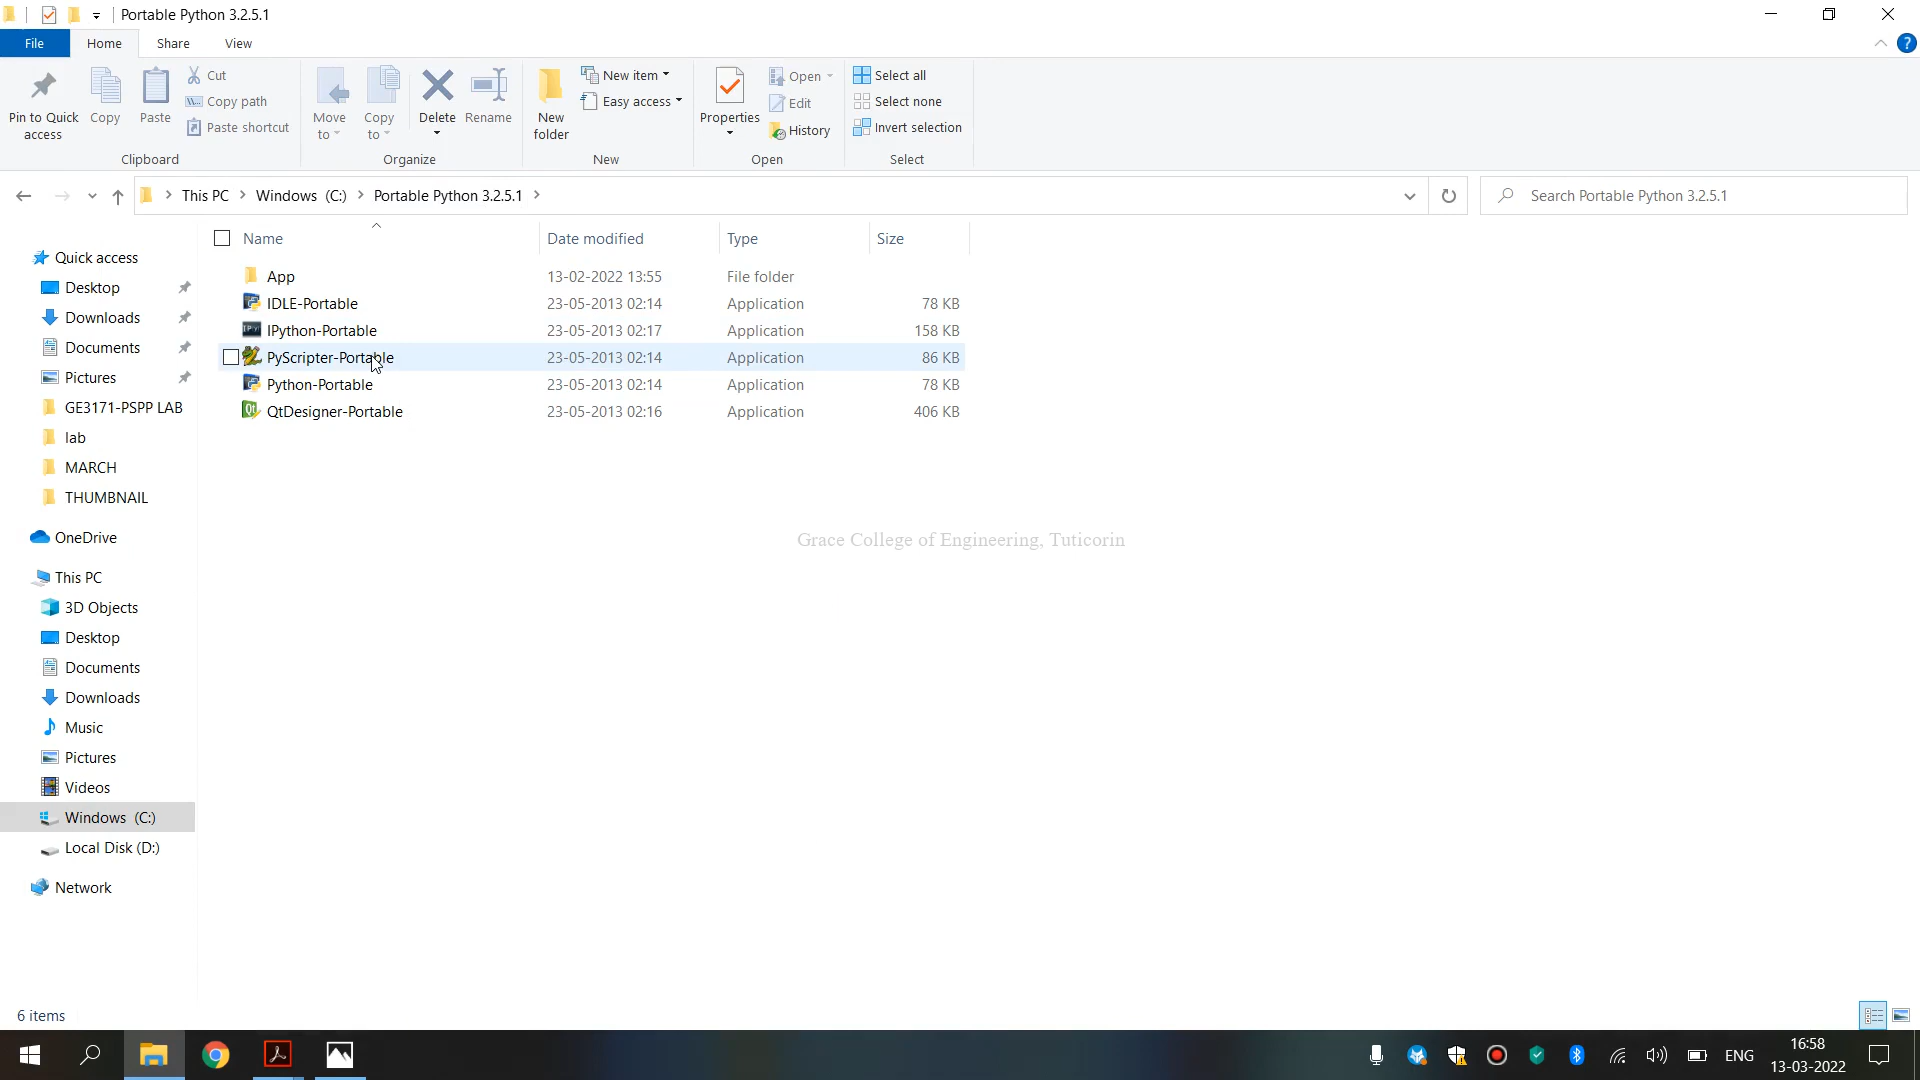 Portable Python 3.2.5.1
File Home Share View
Pin to Quick access
Copy
Paste
Cut
Copy path
Paste shortcut
Clipboard
Move to
Copy to
Delete
Rename
Organize
New folder
New item
Easy access
New
Properties
Open
Edit
History
Open
Select all
Select none
Invert selection
Select
This PC > Windows (C:) > Portable Python 3.2.5.1 >
Search Portable Python 3.2.5.1
Quick access
Desktop
Downloads
Documents
Pictures
GE3171-PSPP LAB
lab
MARCH
THUMBNAIL
OneDrive
This PC
3D Objects
Desktop
Documents
Downloads
Music
Pictures
Videos
Windows (C:)
Local Disk (D:)
Network
Name Date modified Type Size
App 13-02-2022 13:55 File folder
IDLE-Portable 23-05-2013 02:14 Application 78 KB
IPython-Portable 23-05-2013 02:17 Application 158 KB
PyScripter-Portable 23-05-2013 02:14 Application 86 KB
Python-Portable 23-05-2013 02:14 Application 78 KB
QtDesigner-Portable 23-05-2013 02:16 Application 406 KB
Grace College of Engineering, Tuticorin
6 items
ENG
16:58
13-03-2022